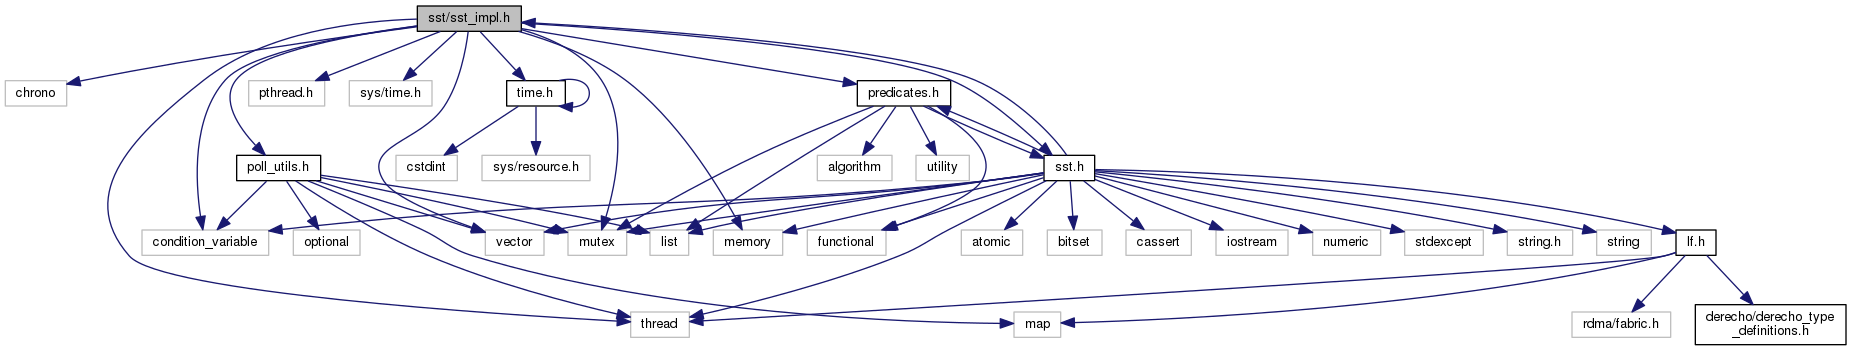 sst/sst_impl.h
chrono
pthread.h
sys/time.h
time.h
predicates.h
poll_utils.h
cstdint
sys/resource.h
algorithm
utility
sst.h
condition_variable
optional
vector
mutex
list
memory
functional
atomic
bitset
cassert
iostream
numeric
stdexcept
string.h
string
lf.h
thread
map
rdma/fabric.h
derecho/derecho_type
_definitions.h